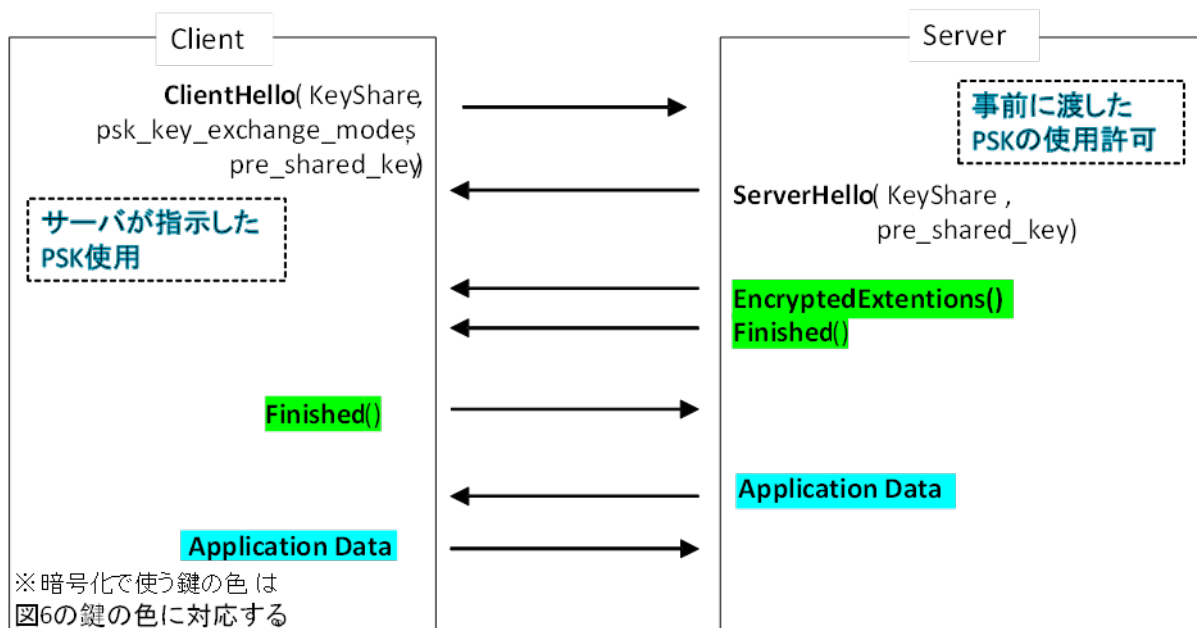 Client
Server
ClientHello( KeyShare,
psk_key_exchange_modes,
pre_shared_key)
事前に渡した
PSKの使用許可
ServerHello( KeyShare ,
pre_shared_key)
サーバが指示した
PSK使用
EncryptedExtentions()
Finished()
Finished()
Application Data
Application Data
※暗号化で使う鍵の色 は
図6の鍵の色に対応する